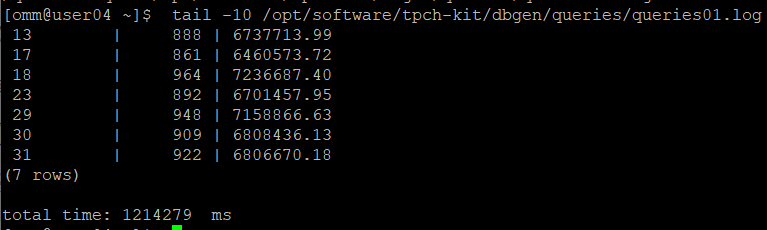 [omm@user04 ~]$  tail -10 /opt/software/tpch-kit/dbgen/queries/queries01.log
 13        |     888 | 6737713.99
 17        |     861 | 6460573.72
 18        |     964 | 7236687.40
 23        |     892 | 6701457.95
 29        |     948 | 7158866.63
 30        |     909 | 6808436.13
 31        |     922 | 6806670.18
(7 rows)

total time: 1214279  ms